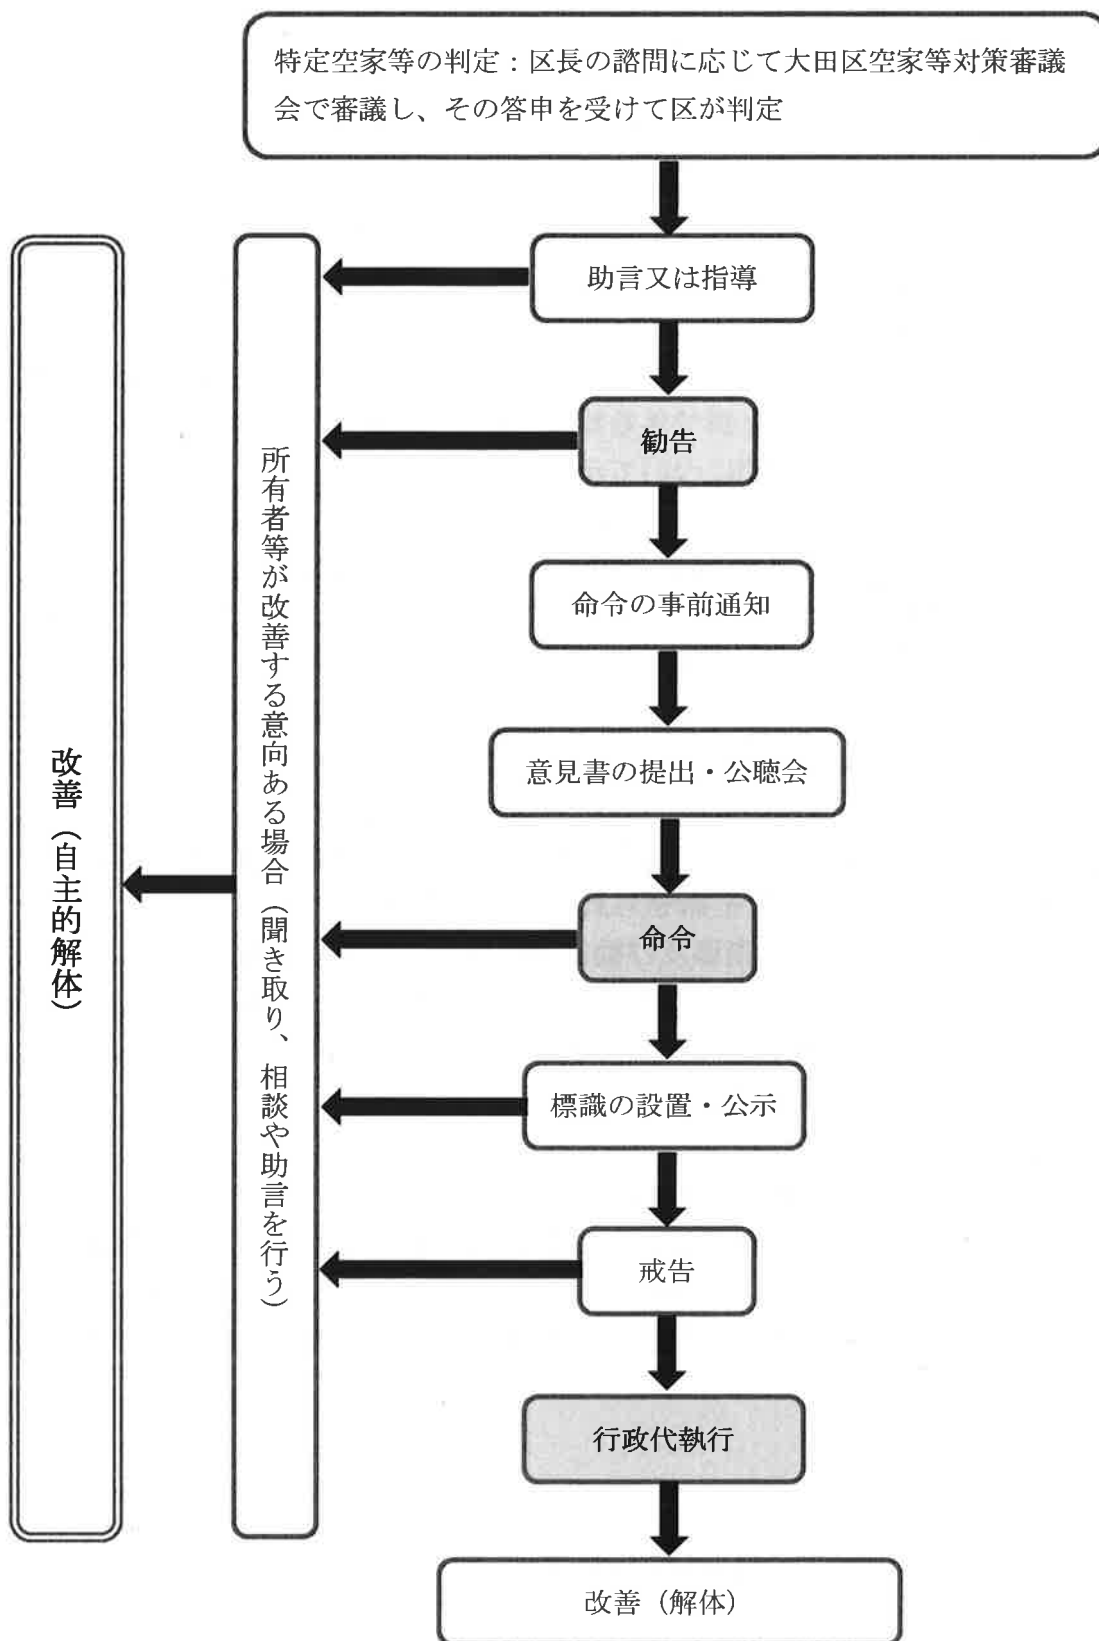 特定空家等の判定：区長の諮問に応じて大田区空家等対策審議
会で審議し、その答申を受けて区が判定
助言又は指導
勧告
命令の事前通知
意見書の提出・公聴会
命令
標識の設置・公示
戒告
行政代執行
改善（解体）
所有者等が改善する意向ある場合（聞き取り、相談や助言を行う）
改善（自主的解体）